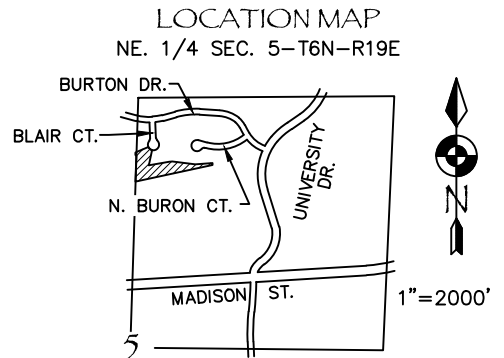 LOCATION MAP
NE. 1/4 SEC. 5-T6N-R19E
BURTON DR.
BLAIR CT.
UNIVERSITY
DR.
N. BURON CT.
N
MADISON ST.
1"=2000'
5